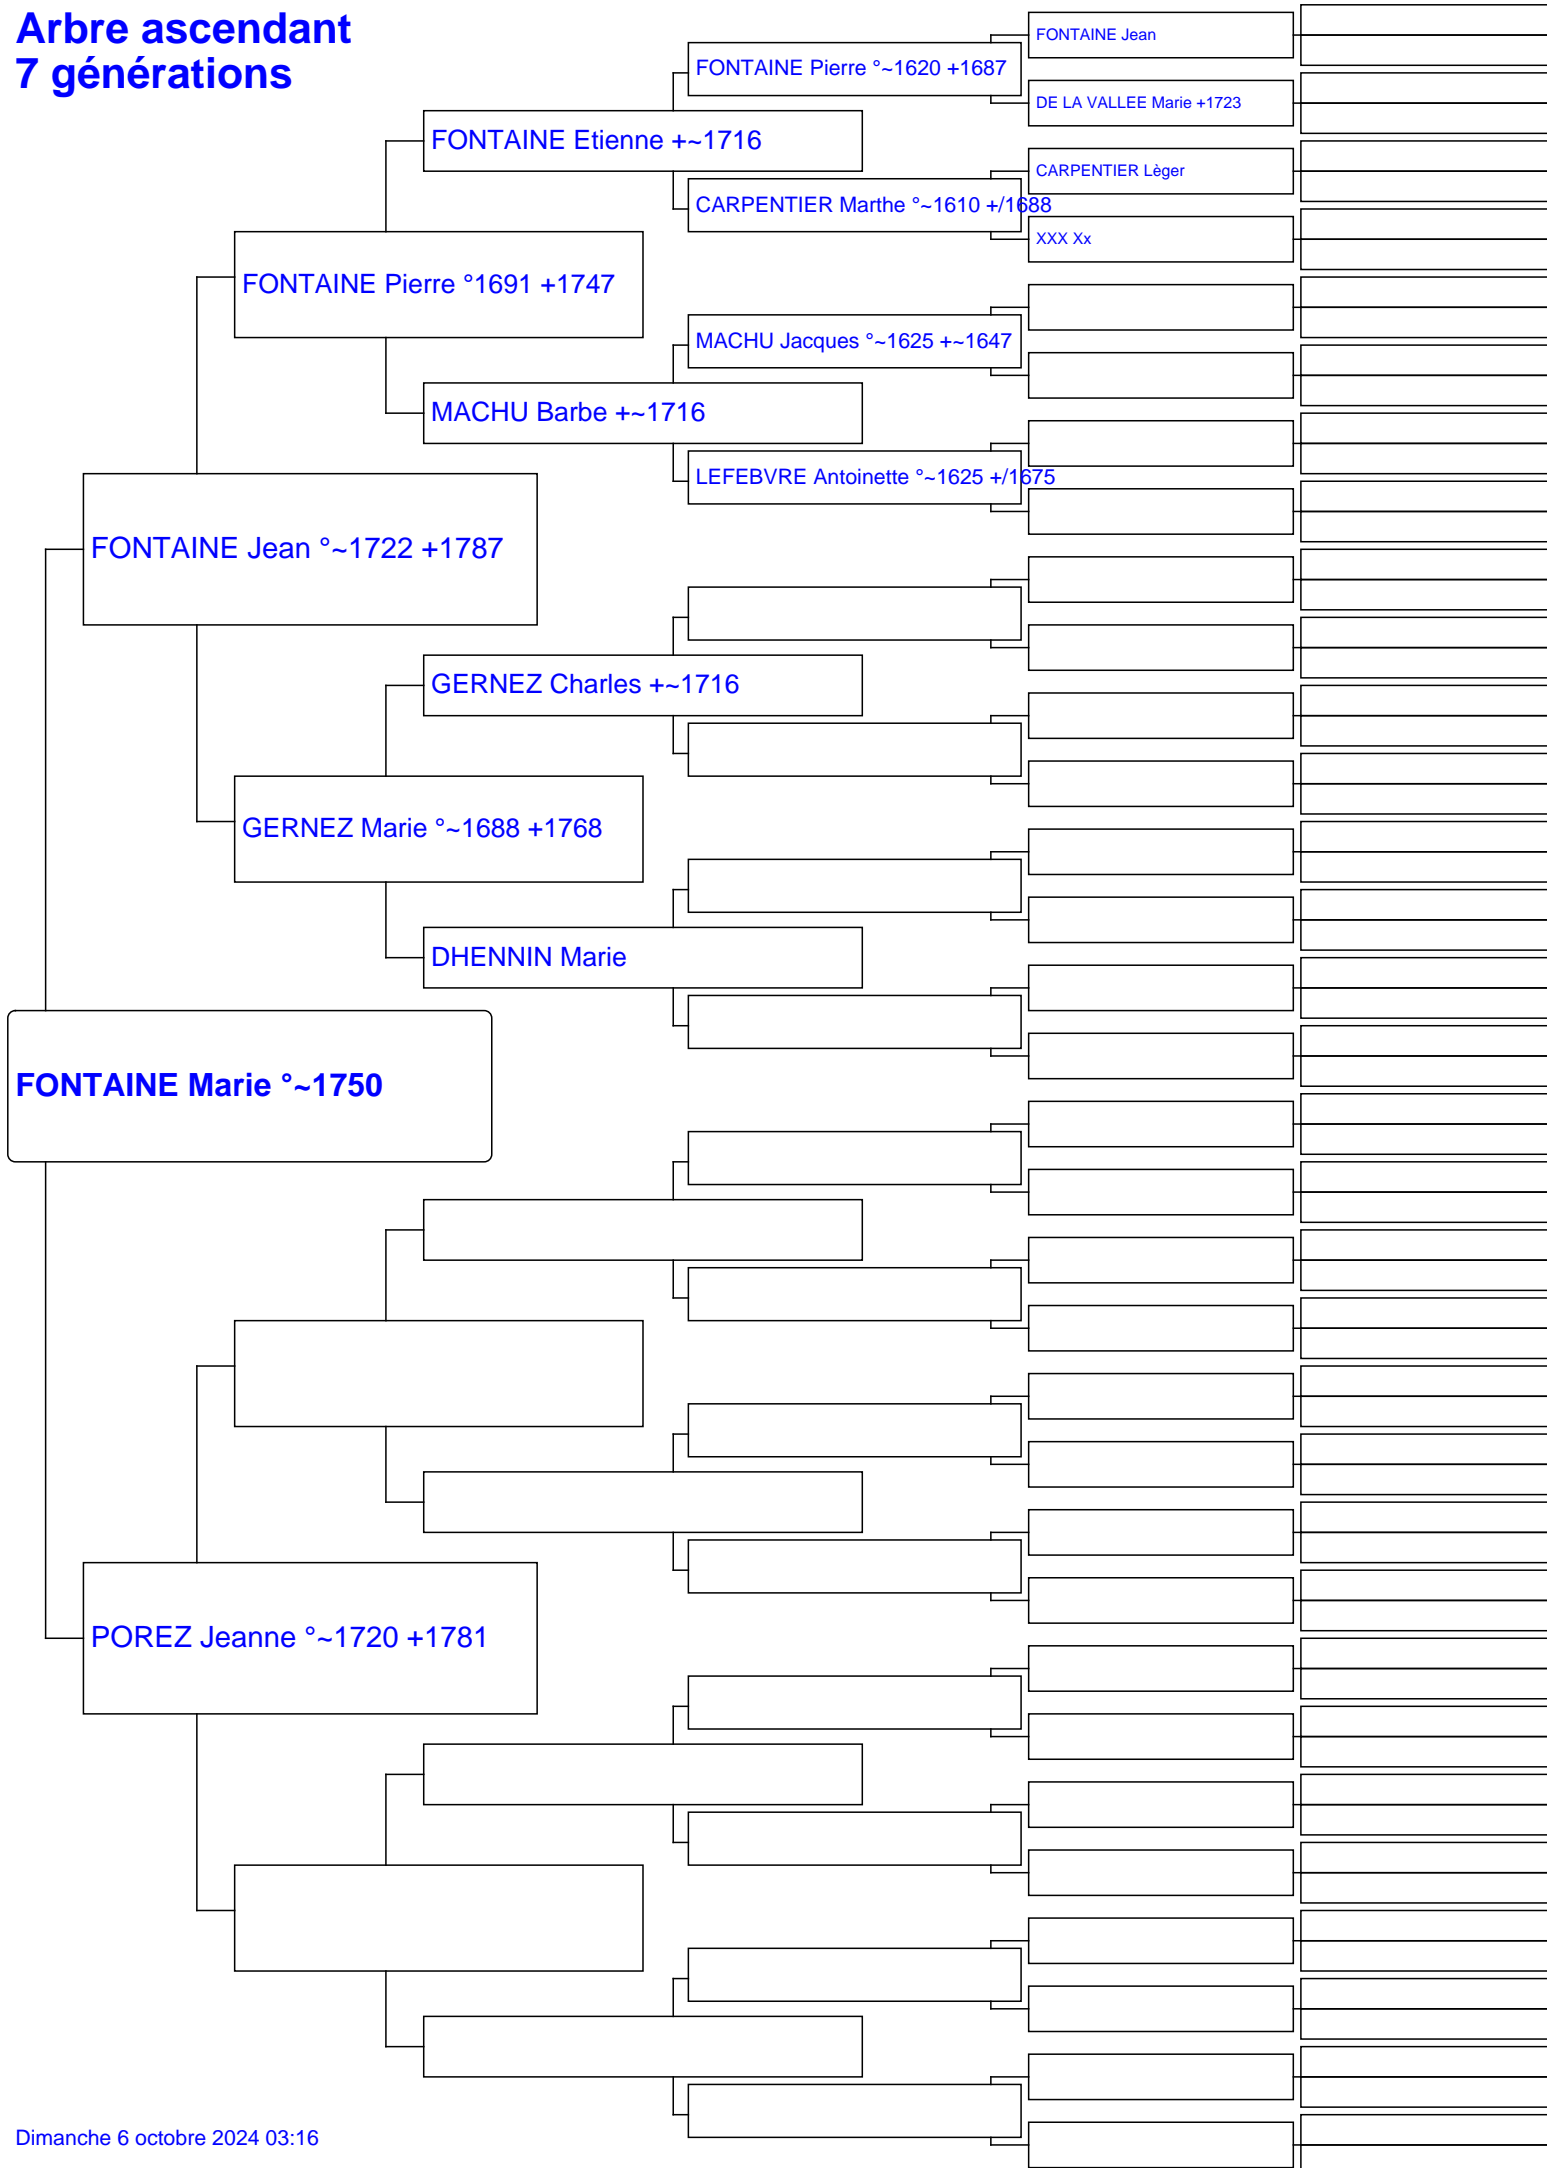 Arbre ascendant
7 générations
FONTAINE Jean
FONTAINE Pierre °~1620 +1687
DE LA VALLEE Marie +1723
FONTAINE Etienne +~1716
CARPENTIER Lèger
CARPENTIER Marthe °~1610 +/1688
XXX Xx
FONTAINE Pierre °1691 +1747
MACHU Jacques °~1625 +~1647
MACHU Barbe +~1716
LEFEBVRE Antoinette °~1625 +/1675
FONTAINE Jean °~1722 +1787
GERNEZ Charles +~1716
GERNEZ Marie °~1688 +1768
DHENNIN Marie
FONTAINE Marie °~1750
POREZ Jeanne °~1720 +1781
Dimanche 6 octobre 2024 03:16